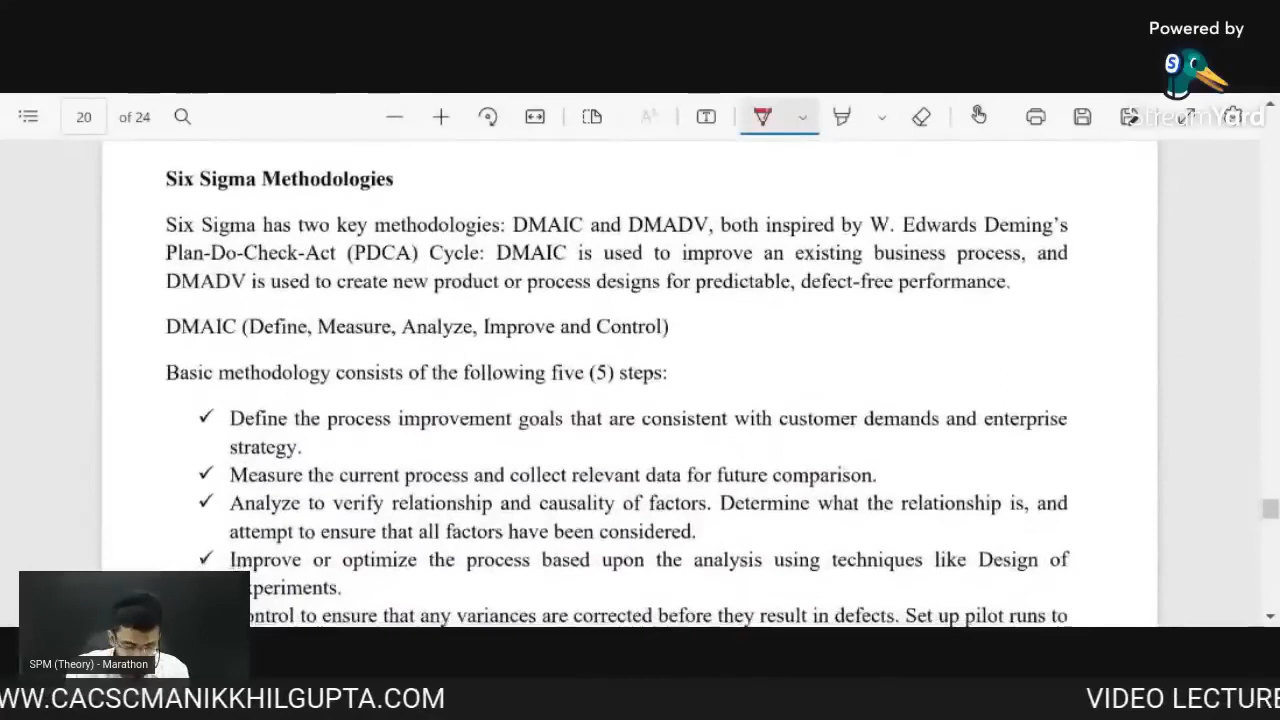 Powered by
S
StreamYard
20 of 24
Six Sigma Methodologies
Six Sigma has two key methodologies: DMAIC and DMADV, both inspired by W. Edwards Deming’s
Plan-Do-Check-Act (PDCA) Cycle: DMAIC is used to improve an existing business process, and
DMADV is used to create new product or process designs for predictable, defect-free performance.
DMAIC (Define, Measure, Analyze, Improve and Control)
Basic methodology consists of the following five (5) steps:
✓ Define the process improvement goals that are consistent with customer demands and enterprise
strategy.
✓ Measure the current process and collect relevant data for future comparison.
✓ Analyze to verify relationship and causality of factors. Determine what the relationship is, and
attempt to ensure that all factors have been considered.
✓ Improve or optimize the process based upon the analysis using techniques like Design of
xperiments.
ontrol to ensure that any variances are corrected before they result in defects. Set up pilot runs to
SPM (Theory) - Marathon
WW.CACSCMANIKKHILGUPTA.COM
VIDEO LECTURE